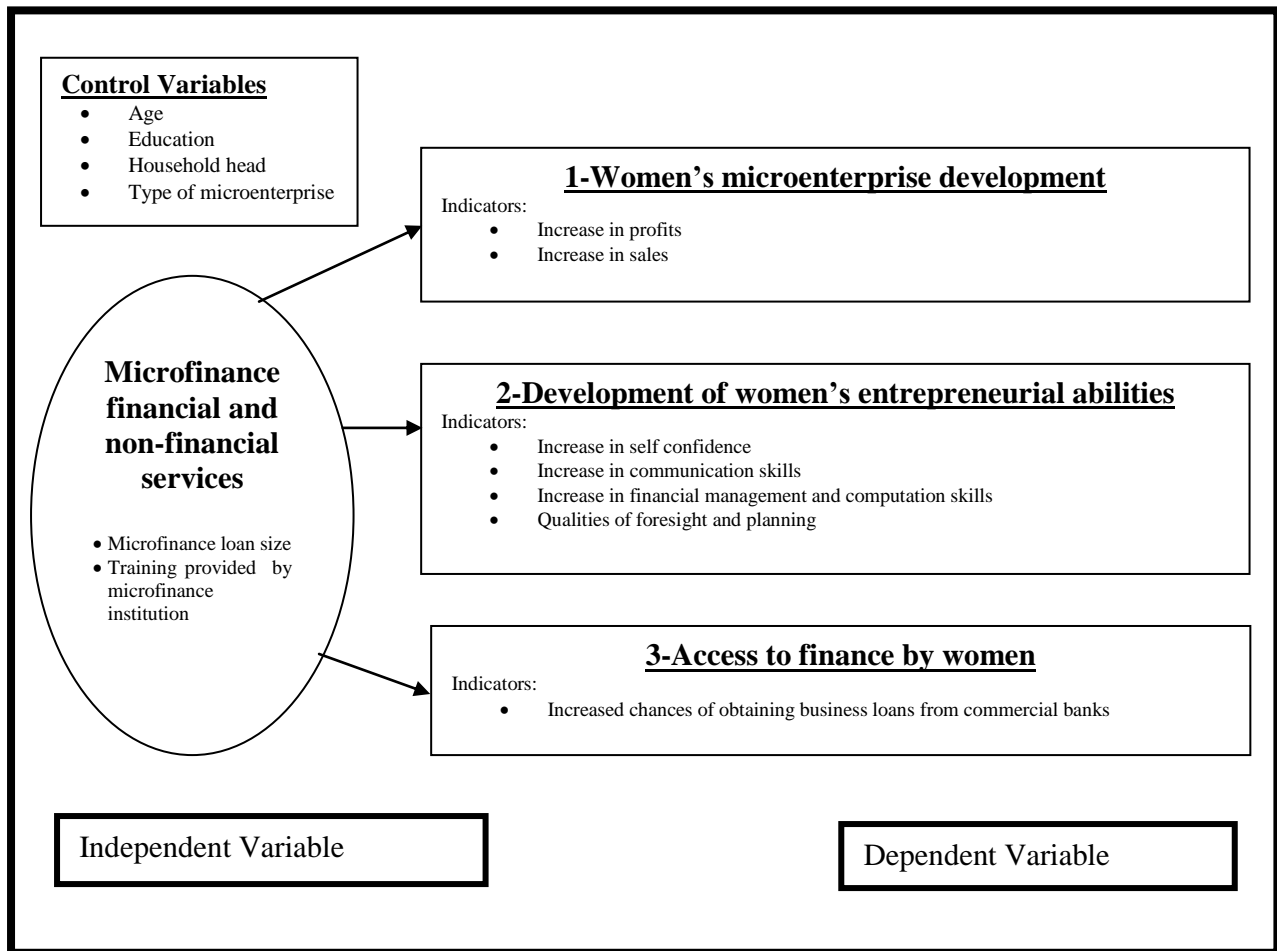 Control Variables
• Age
• Education
• Household head
• Type of microenterprise
1-Women’s microenterprise development
Indicators:
• Increase in profits
• Increase in sales
Microfinance
financial and
non-financial
services
• Microfinance loan size
• Training provided by
microfinance
institution
2-Development of women’s entrepreneurial abilities
Indicators:
• Increase in self confidence
• Increase in communication skills
• Increase in financial management and computation skills
• Qualities of foresight and planning
3-Access to finance by women
Indicators:
• Increased chances of obtaining business loans from commercial banks
Independent Variable
Dependent Variable